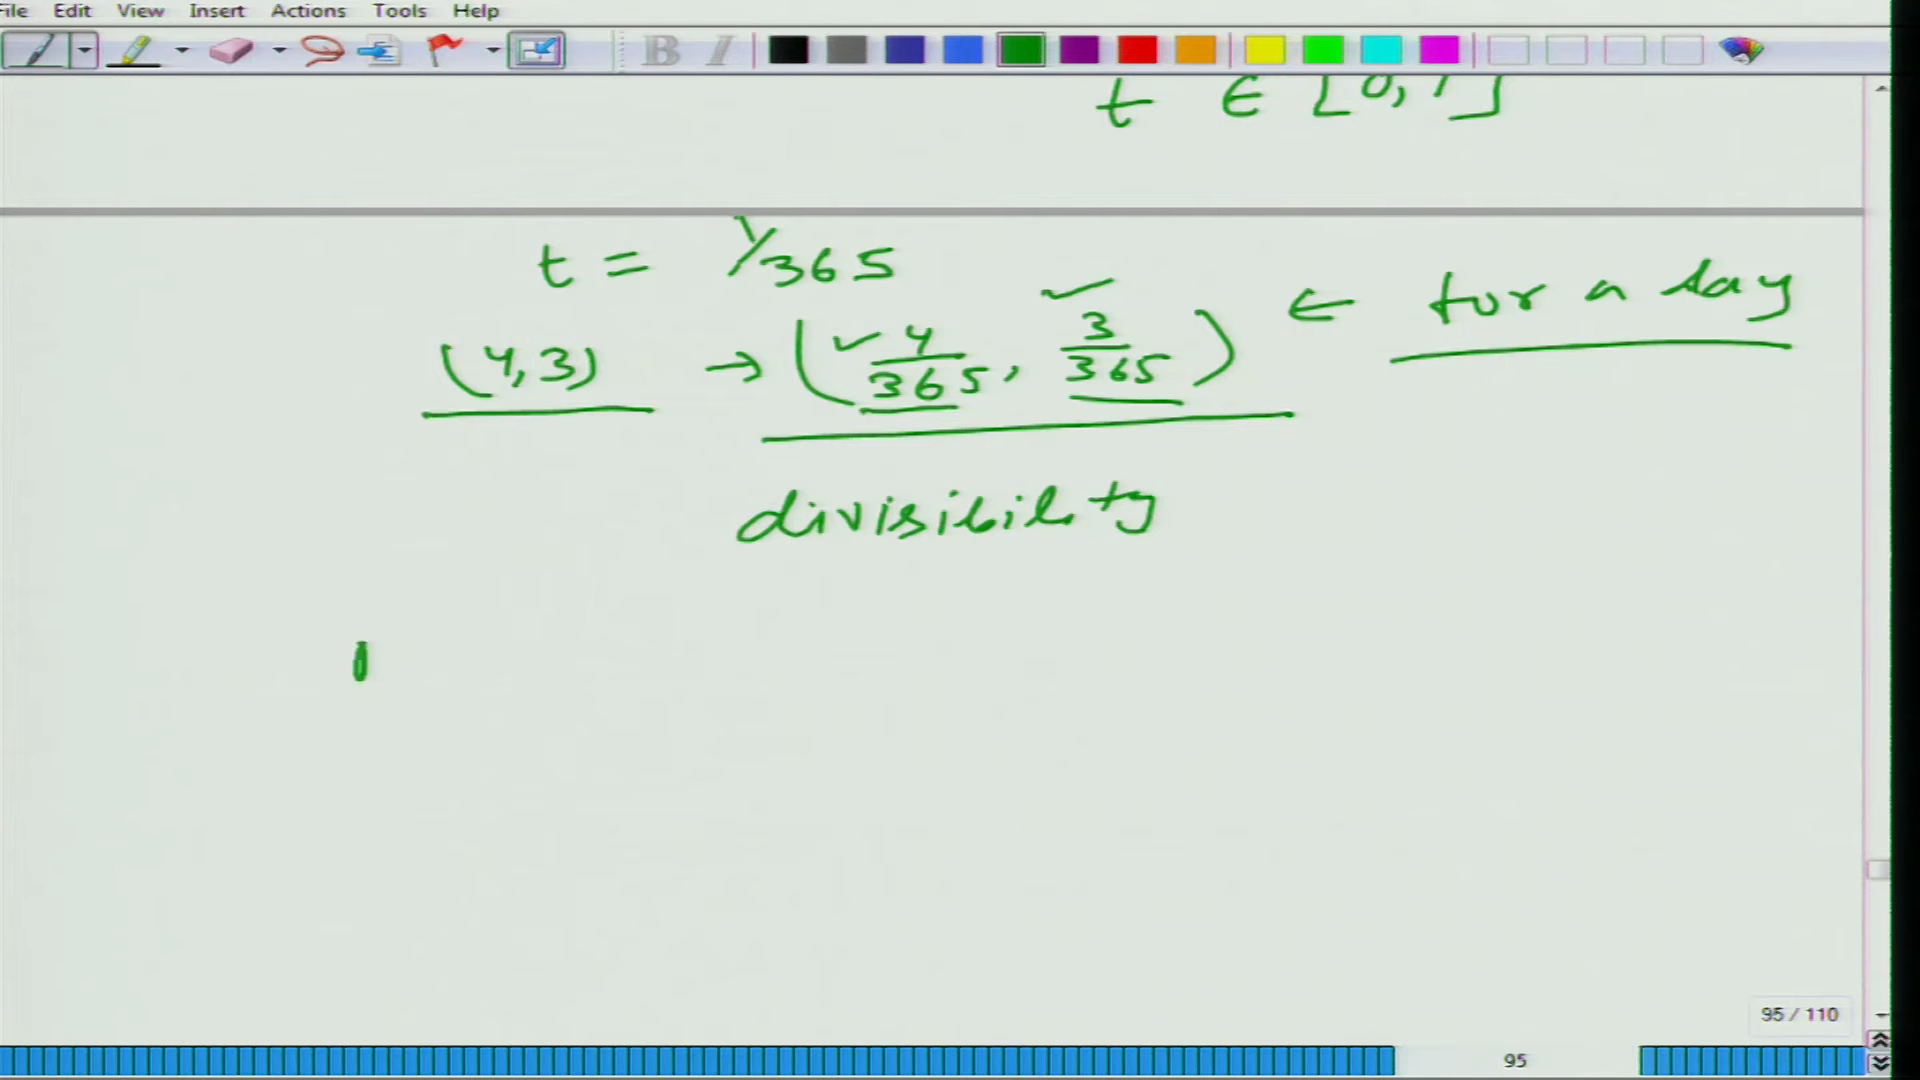 File Edit View Insert Actions Tools Help
B I
t ∈ [0, 1]
t = 1/365
(4,3) → (4/365, 3/365) ← for a day
divisibility
95 / 110
95